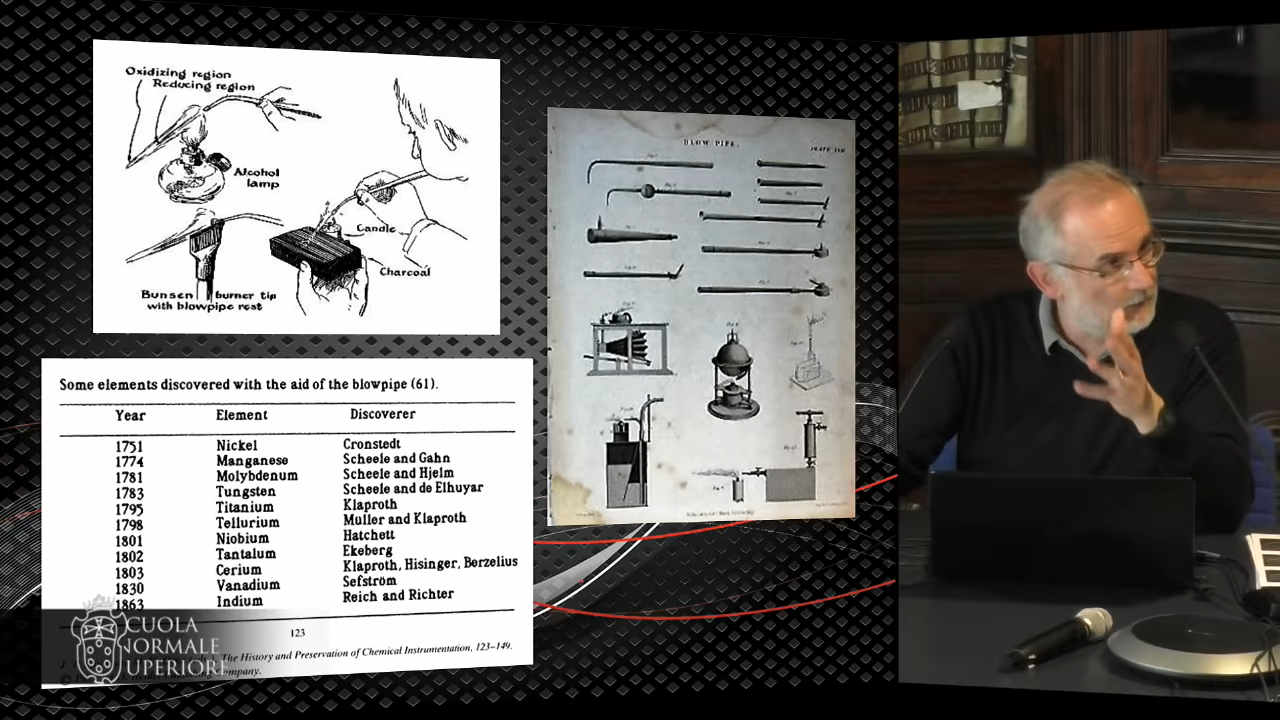 Oxidizing region
Reducing region
Alcohol
lamp
Candle
Charcoal
Bunsen burner tip
with blowpipe rest
BLOW PIPE.
Some elements discovered with the aid of the blowpipe (61).
Year Element Discoverer
1751 Nickel Cronstedt
1774 Manganese Scheele and Gahn
1781 Molybdenum Scheele and Hjelm
1783 Tungsten Scheele and de Elhuyar
1795 Titanium Klaproth
1798 Tellurium Muller and Klaproth
1801 Niobium Hatchett
1802 Tantalum Ekeberg
1803 Cerium Klaproth, Hisinger, Berzelius
1830 Vanadium Sefström
1863 Indium Reich and Richter
123
The History and Preservation of Chemical Instrumentation, 123–149.
SCUOLA
NORMALE
SUPERIORE